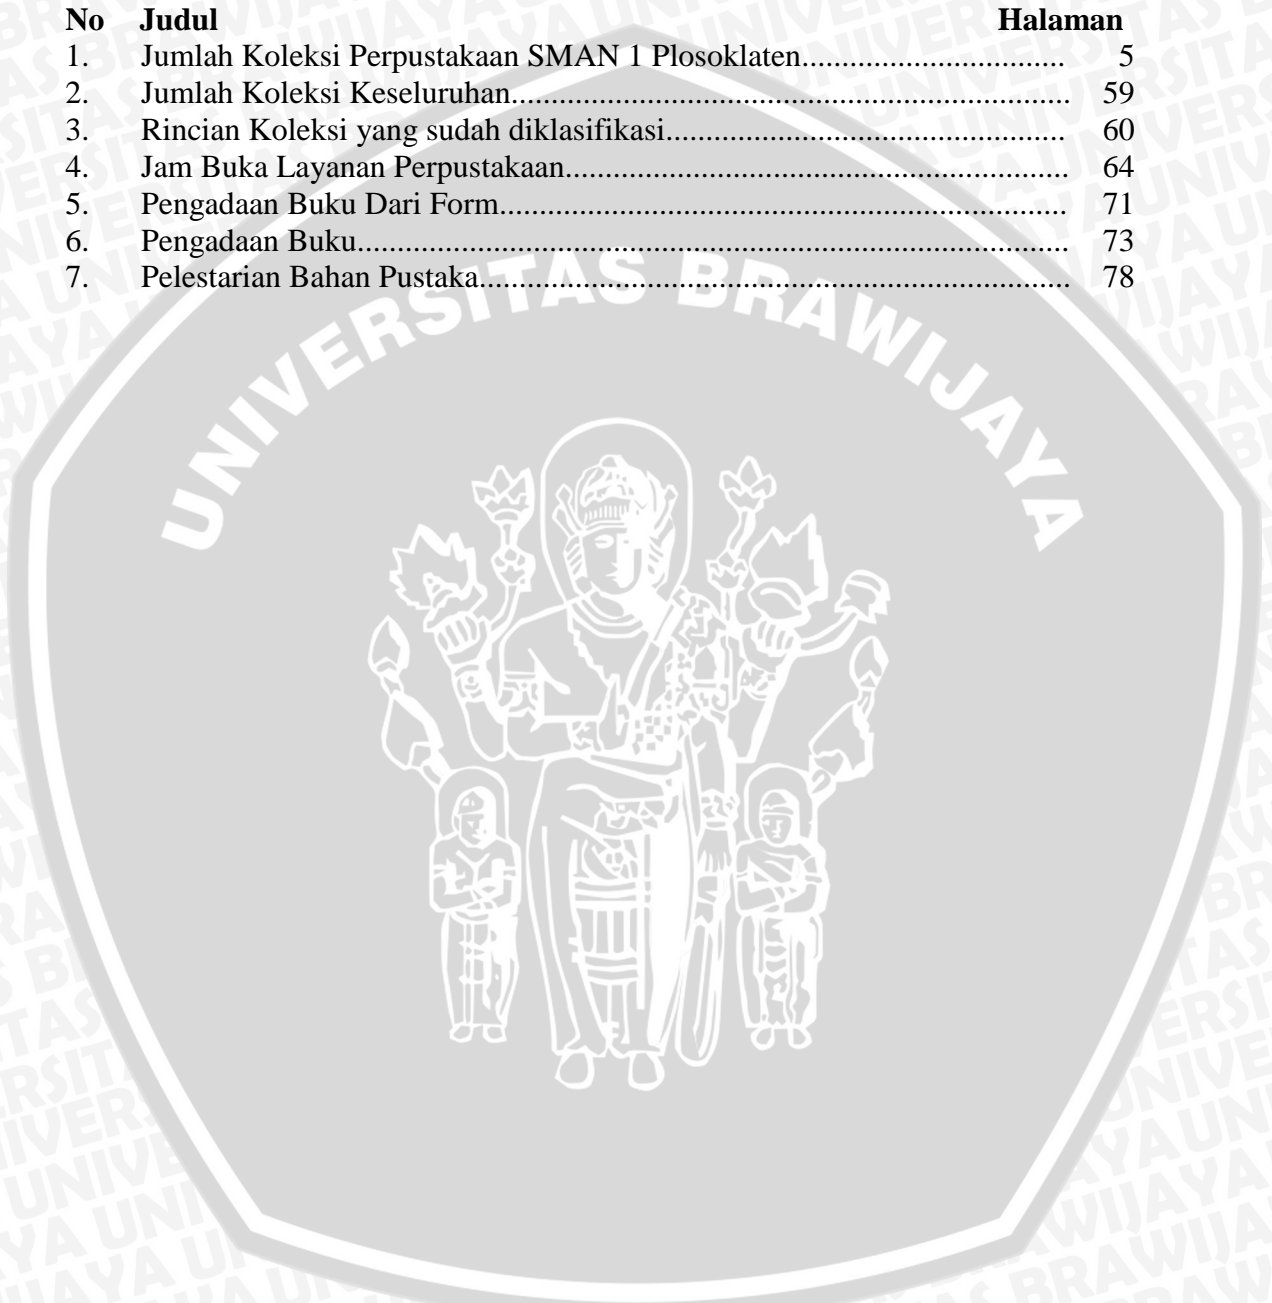 No Judul Halaman
1. Jumlah Koleksi Perpustakaan SMAN 1 Plosoklaten................................. 5
2. Jumlah Koleksi Keseluruhan...................................................................... 59
3. Rincian Koleksi yang sudah diklasifikasi.................................................. 60
4. Jam Buka Layanan Perpustakaan............................................................... 64
5. Pengadaan Buku Dari Form....................................................................... 71
6. Pengadaan Buku......................................................................................... 73
7. Pelestarian Bahan Pustaka.......................................................................... 78
UNIVERSITAS BRAWIJAYA